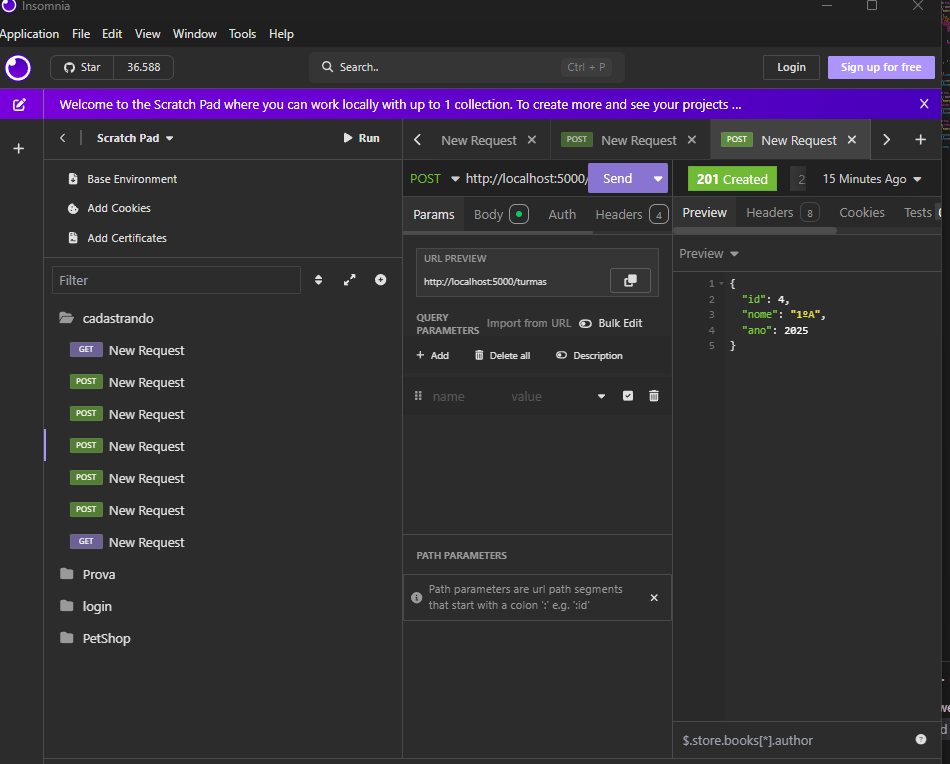 Insomnia
Application File Edit View Window Tools Help
Star 36.588 Search.. Ctrl + P Login Sign up for free
Welcome to the Scratch Pad where you can work locally with up to 1 collection. To create more and see your projects ...
Scratch Pad Run
Base Environment
Add Cookies
Add Certificates
Filter
cadastrando
GET New Request
POST New Request
POST New Request
POST New Request
POST New Request
POST New Request
GET New Request
Prova
login
PetShop
New Request POST New Request POST New Request
POST http://localhost:5000/ Send
Params Body Auth Headers 4
URL PREVIEW
http://localhost:5000/turmas
QUERY PARAMETERS Import from URL Bulk Edit
Add Delete all Description
name value
PATH PARAMETERS
Path parameters are url path segments
that start with a colon ':' e.g. ':id'
201 Created 2 15 Minutes Ago
Preview Headers 8 Cookies Tests
Preview
1 {
2 "id": 4,
3 "nome": "1ºA",
4 "ano": 2025
5 }
$.store.books[*].author